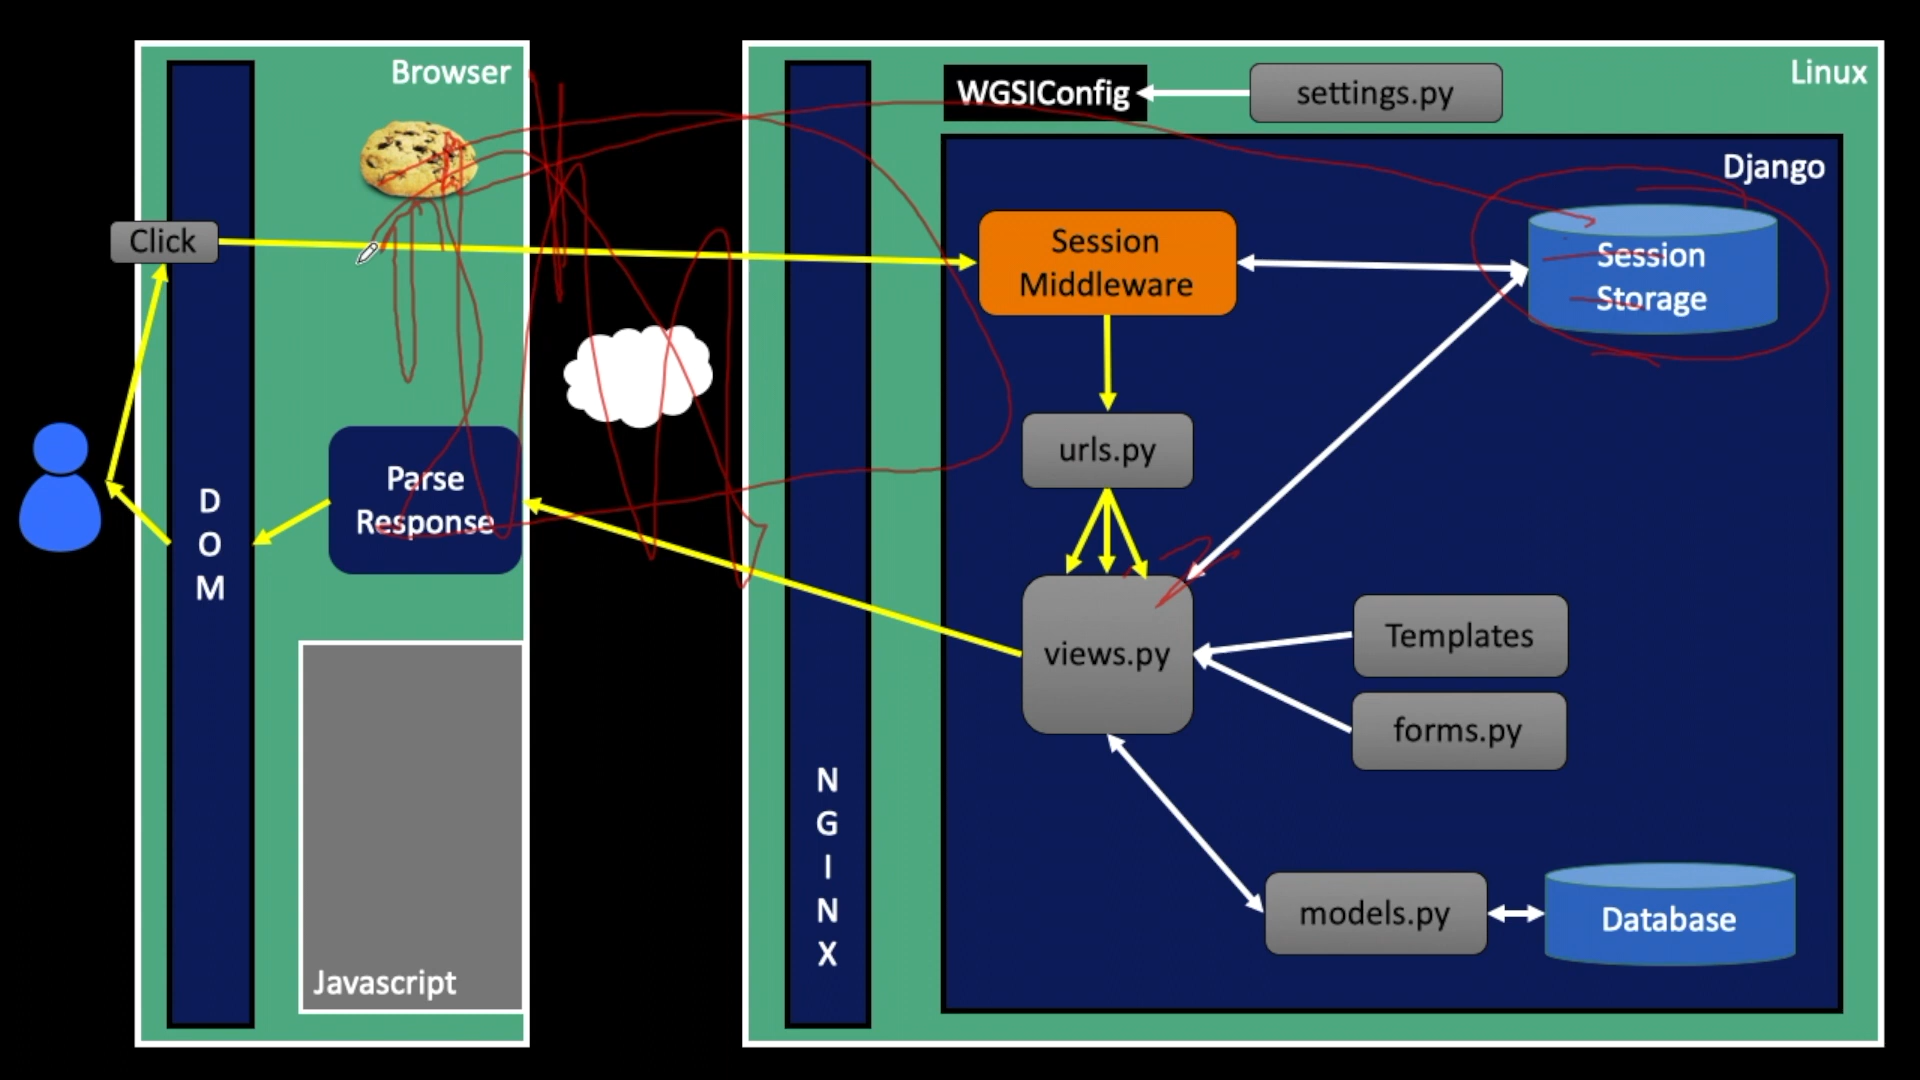 Browser
Linux
WGSIConfig
settings.py
Django
Click
Session
Middleware
Session
Storage
urls.py
Parse
Response
D
O
M
views.py
Templates
forms.py
N
G
I
N
X
models.py
Database
Javascript